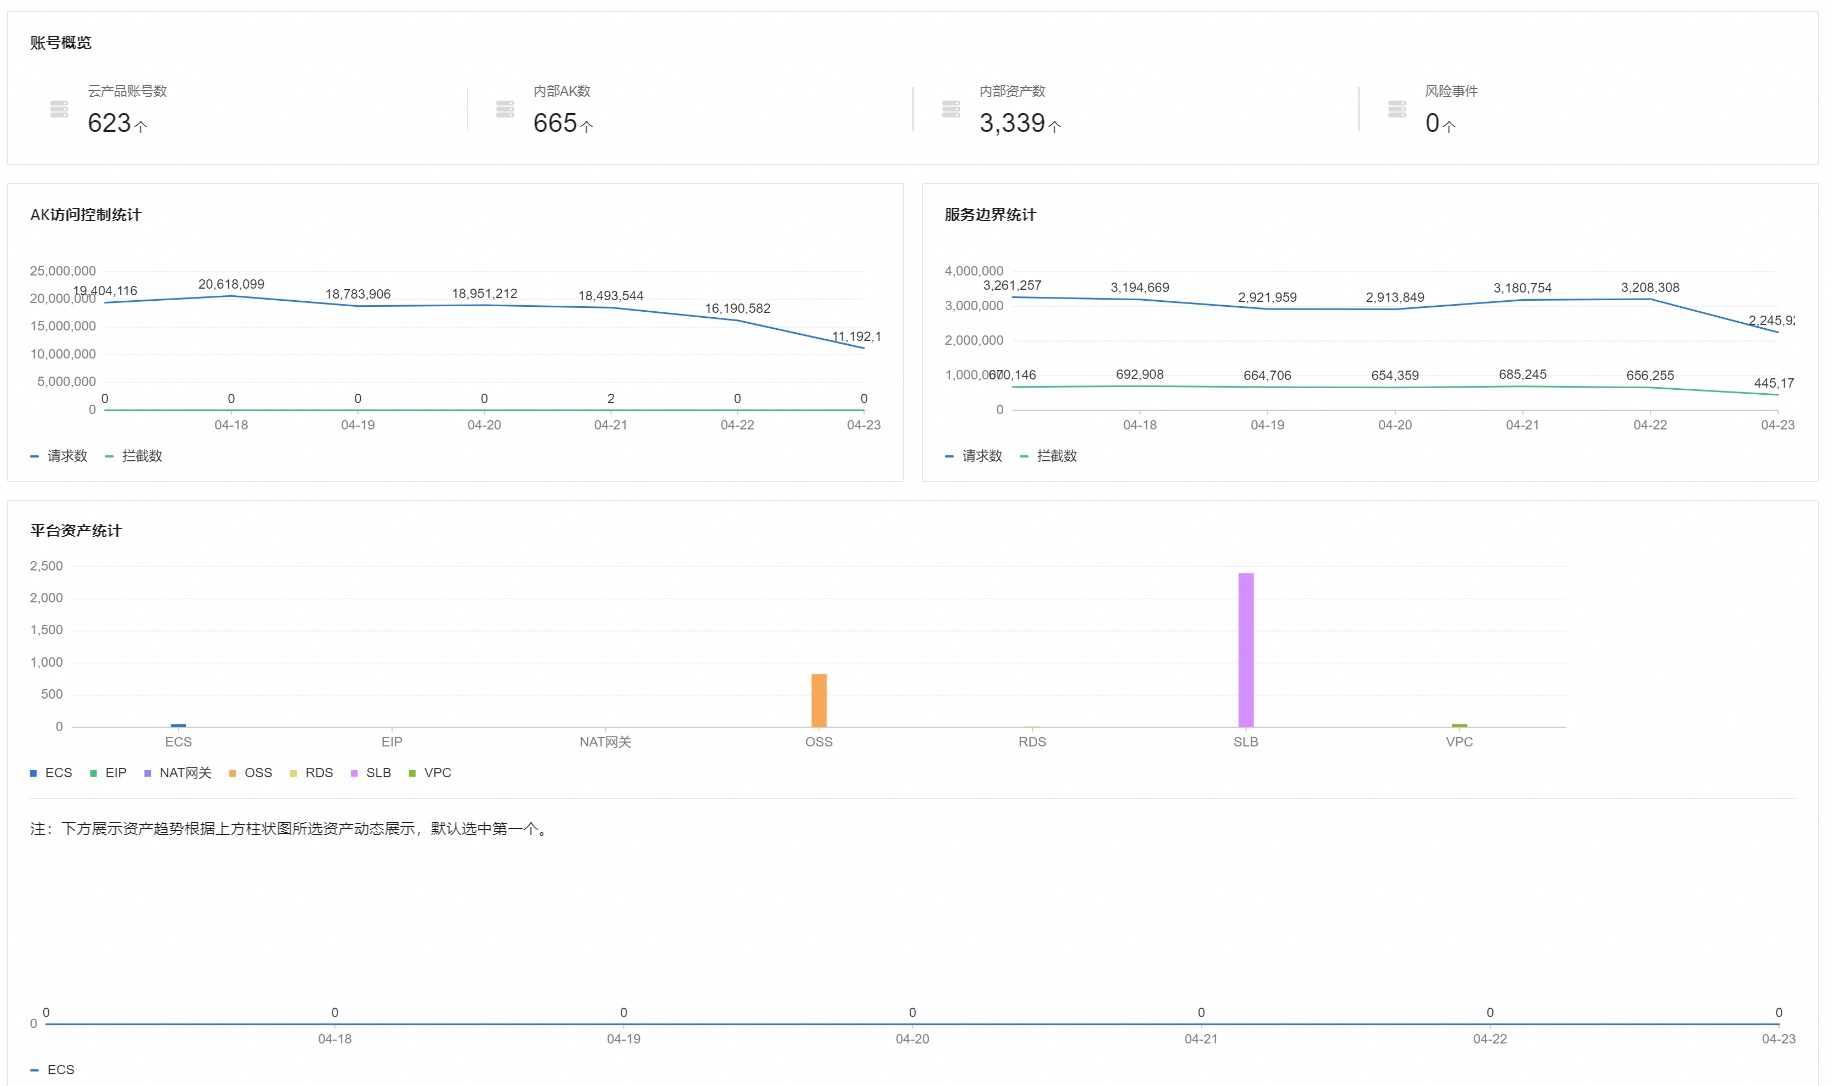 账号概览
云产品账号数
623个
内部AK数
665个
内部资产数
3,339个
风险事件
0个
AK访问控制统计
25,000,000
20,000,000
15,000,000
10,000,000
5,000,000
0
19,404,116
20,618,099
18,783,906
18,951,212
18,493,544
16,190,582
11,192,1
0 0 0 0 2 0 0
04-18 04-19 04-20 04-21 04-22 04-23
请求数 拦截数
服务边界统计
4,000,000
3,000,000
2,000,000
1,000,000
0
3,261,257
3,194,669
2,921,959
2,913,849
3,180,754
3,208,308
2,245,92
670,146
692,908
664,706
654,359
685,245
656,255
445,17
04-18 04-19 04-20 04-21 04-22 04-23
请求数 拦截数
平台资产统计
2,500
2,000
1,500
1,000
500
0
ECS EIP NAT网关 OSS RDS SLB VPC
ECS EIP NAT网关 OSS RDS SLB VPC
注：下方展示资产趋势根据上方柱状图所选资产动态展示，默认选中第一个。
0 0 0 0 0 0 0
0
04-18 04-19 04-20 04-21 04-22 04-23
ECS